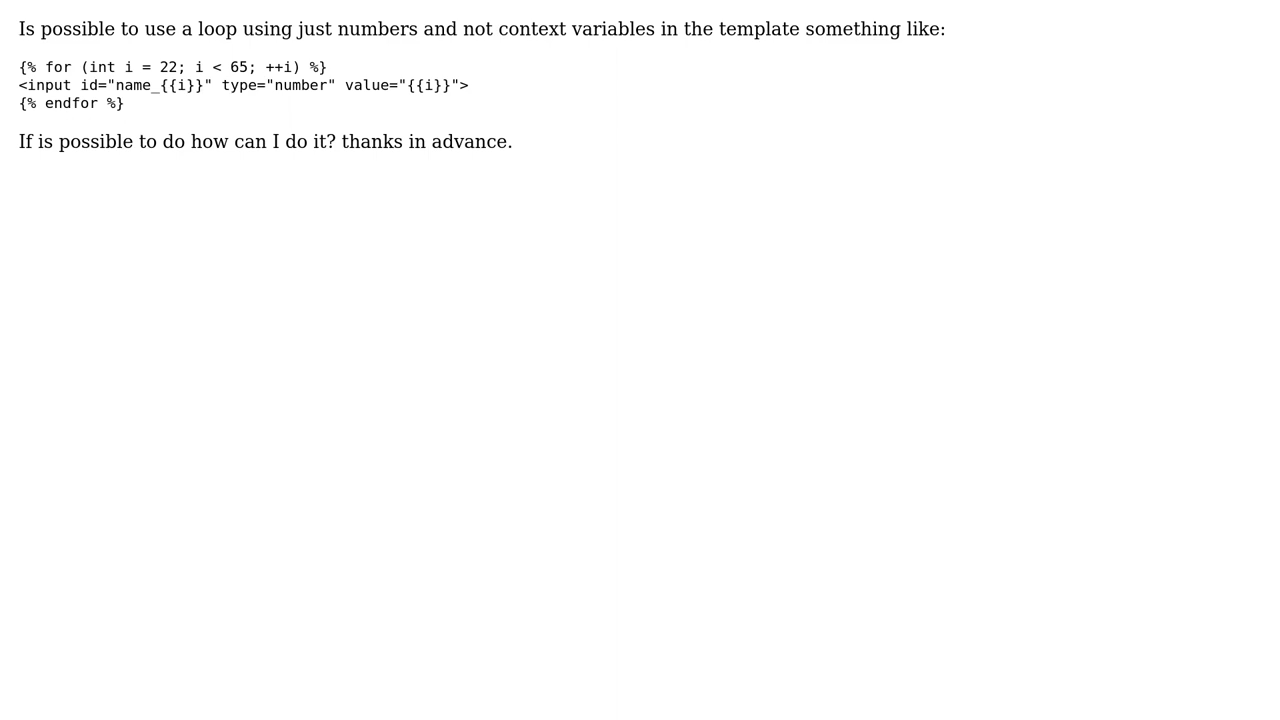 Is possible to use a loop using just numbers and not context variables in the template something like:
{% for (int i = 22; i < 65; ++i) %}
<input id="name_{{i}}" type="number" value="{{i}}">
{% endfor %}
If is possible to do how can I do it? thanks in advance.